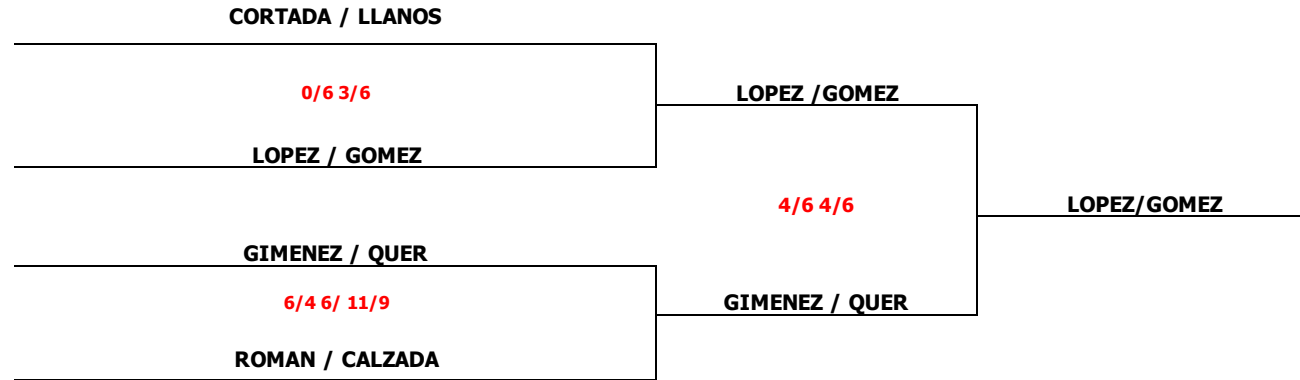 CORTADA / LLANOS
0/6 3/6
LOPEZ /GOMEZ
LOPEZ / GOMEZ
4/6 4/6
LOPEZ/GOMEZ
GIMENEZ / QUER
6/4 6/ 11/9
GIMENEZ / QUER
ROMAN / CALZADA